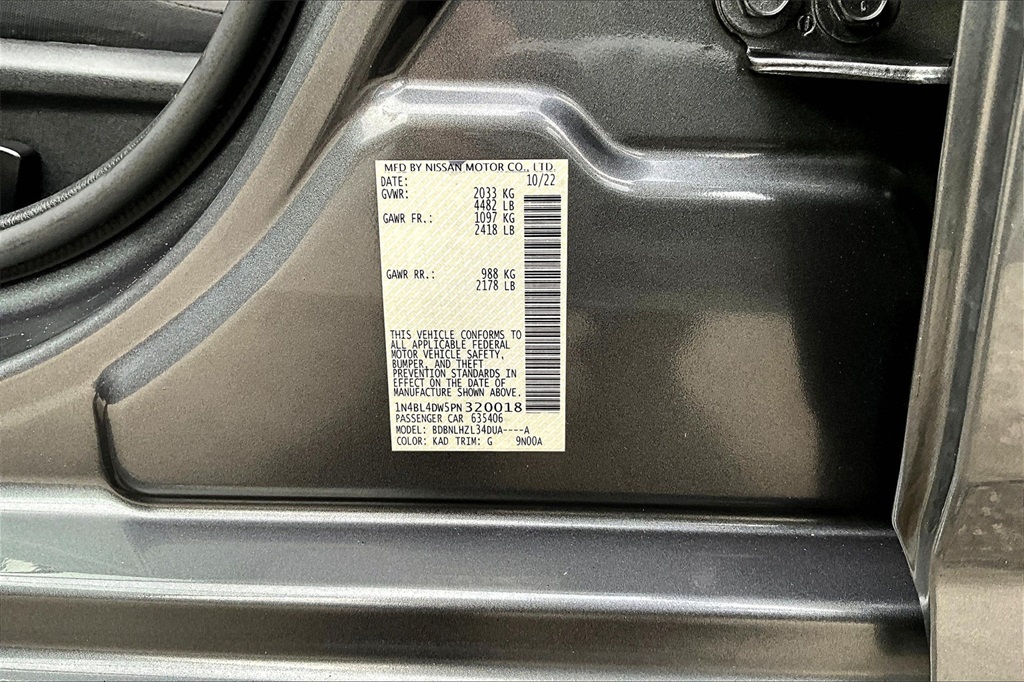 MFD BY NISSAN MOTOR CO., LTD.
DATE: 10/22
GVWR: 2033 KG
4482 LB
GAWR FR.: 1097 KG
2418 LB
GAWR RR.: 988 KG
2178 LB
THIS VEHICLE CONFORMS TO
ALL APPLICABLE FEDERAL
MOTOR VEHICLE SAFETY,
BUMPER, AND THEFT
PREVENTION STANDARDS IN
EFFECT ON THE DATE OF
MANUFACTURE SHOWN ABOVE.
1N4BL4DW5PN320018
PASSENGER CAR 635406
MODEL: BDBNLHZL34DUA----A
COLOR: KAD TRIM: G 9N00A